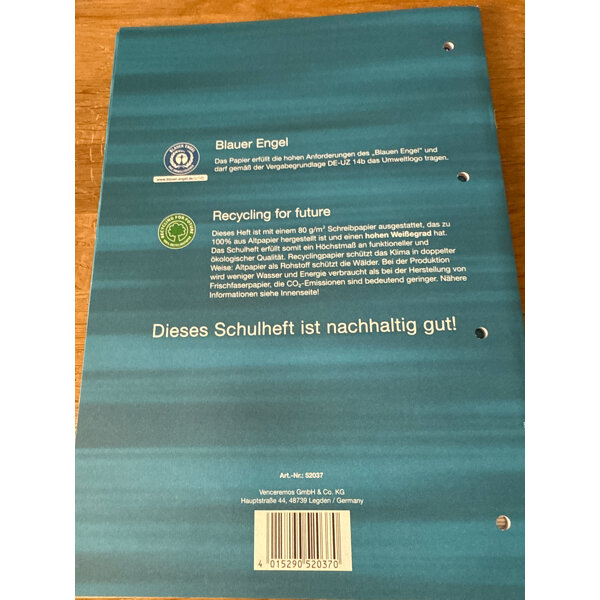 Blauer Engel
Das Papier erfüllt die hohen Anforderungen des „Blauen Engel" und
darf gemäß der Vergabegrundlage DE-UZ 14b das Umweltlogo tragen.
BLAUER ENGEL
Recycling for future
RECYCLING FOR FUTURE
Dieses Heft ist mit einem 80 g/m² Schreibpapier ausgestattet, das zu
100% aus Altpapier hergestellt ist und einen hohen Weißegrad hat.
Das Schulheft erfüllt somit ein Höchstmaß an funktioneller und
ökologischer Qualität. Recyclingpapier schützt das Klima in doppelter
Weise: Altpapier als Rohstoff schützt die Wälder. Bei der Produktion
wird weniger Wasser und Energie verbraucht als bei der Herstellung von
Frischfaserpapier, die CO₂-Emissionen sind bedeutend geringer. Nähere
Informationen siehe Innenseite!
Dieses Schulheft ist nachhaltig gut!
Art.-Nr.: 52037
Venceremos GmbH & Co. KG
Hauptstraße 44, 48739 Legden / Germany
4 015290 520370